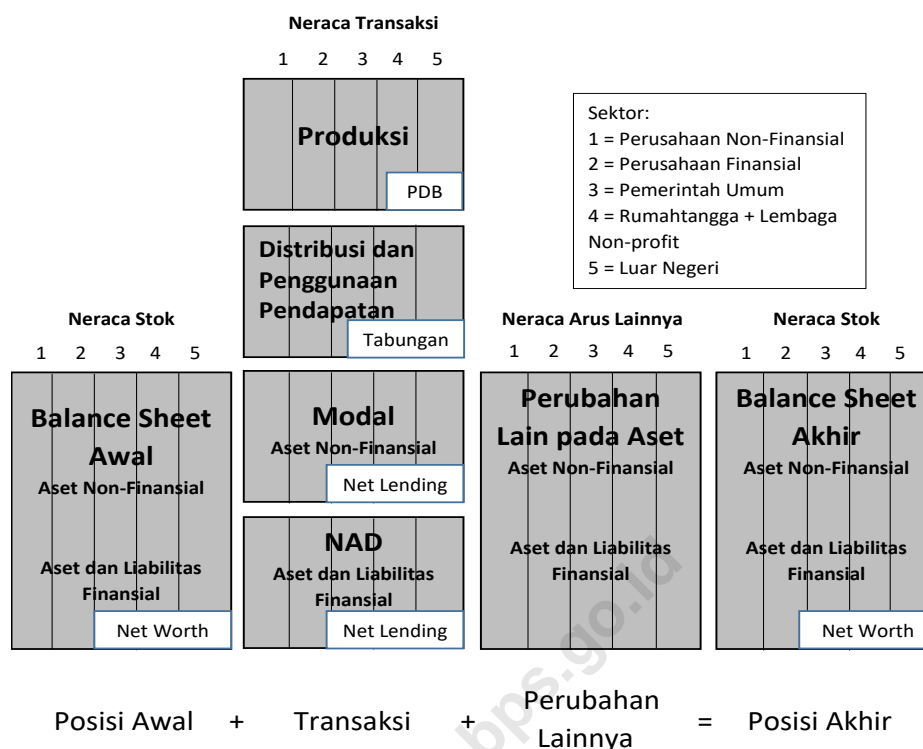 Neraca Transaksi
1 2 3 4 5
Produksi
PDB
Sektor:
1 = Perusahaan Non-Finansial
2 = Perusahaan Finansial
3 = Pemerintah Umum
4 = Rumahtangga + Lembaga
Non-profit
5 = Luar Negeri
Distribusi dan
Penggunaan
Pendapatan
Tabungan
Neraca Stok
1 2 3 4 5
Balance Sheet
Awal
Aset Non-Finansial
Aset dan Liabilitas
Finansial
Net Worth
Modal
Aset Non-Finansial
Net Lending
NAD
Aset dan Liabilitas
Finansial
Net Lending
Neraca Arus Lainnya
1 2 3 4 5
Perubahan
Lain pada Aset
Aset Non-Finansial
Aset dan Liabilitas
Finansial
Neraca Stok
1 2 3 4 5
Balance Sheet
Akhir
Aset Non-Finansial
Aset dan Liabilitas
Finansial
Net Worth
bps.go.id
Posisi Awal + Transaksi + Perubahan
Lainnya = Posisi Akhir